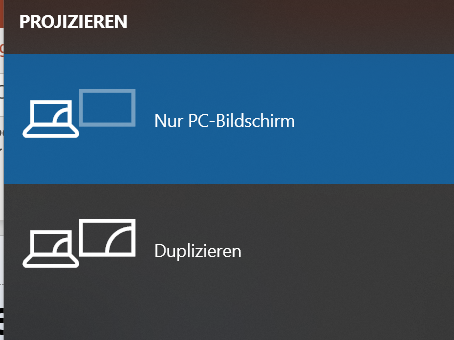 PROJIZIEREN
Nur PC-Bildschirm
Duplizieren